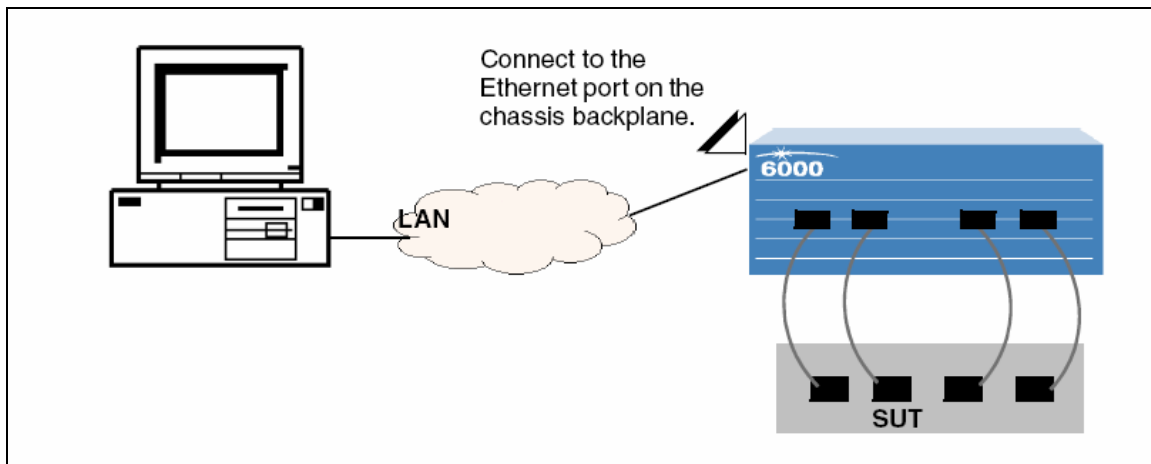 Connect to the
Ethernet port on the
chassis backplane.
6000
LAN
SUT